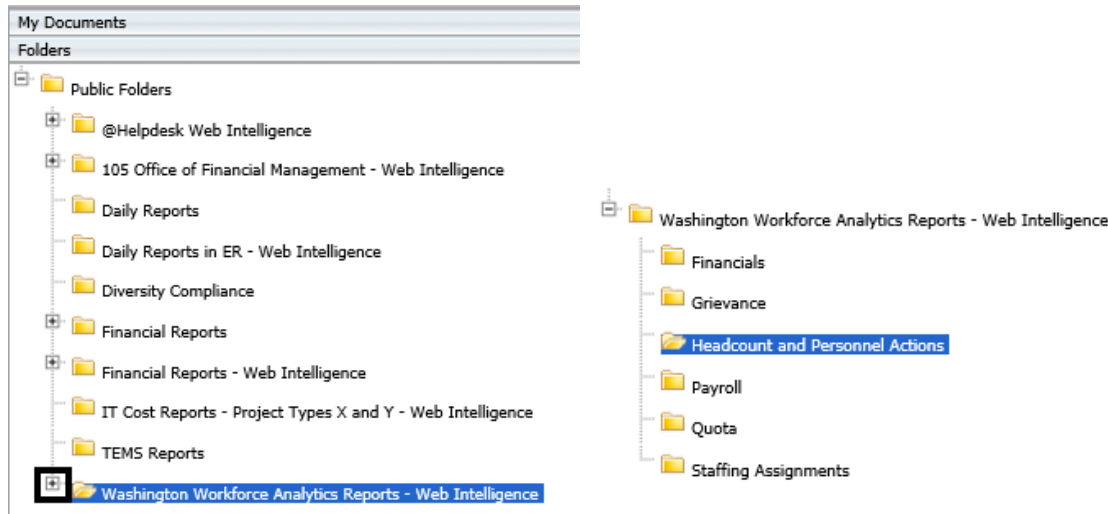 My Documents
Folders
Public Folders
@Helpdesk Web Intelligence
105 Office of Financial Management - Web Intelligence
Daily Reports
Daily Reports in ER - Web Intelligence
Diversity Compliance
Financial Reports
Financial Reports - Web Intelligence
IT Cost Reports - Project Types X and Y - Web Intelligence
TEMS Reports
Washington Workforce Analytics Reports - Web Intelligence
Washington Workforce Analytics Reports - Web Intelligence
Financials
Grievance
Headcount and Personnel Actions
Payroll
Quota
Staffing Assignments